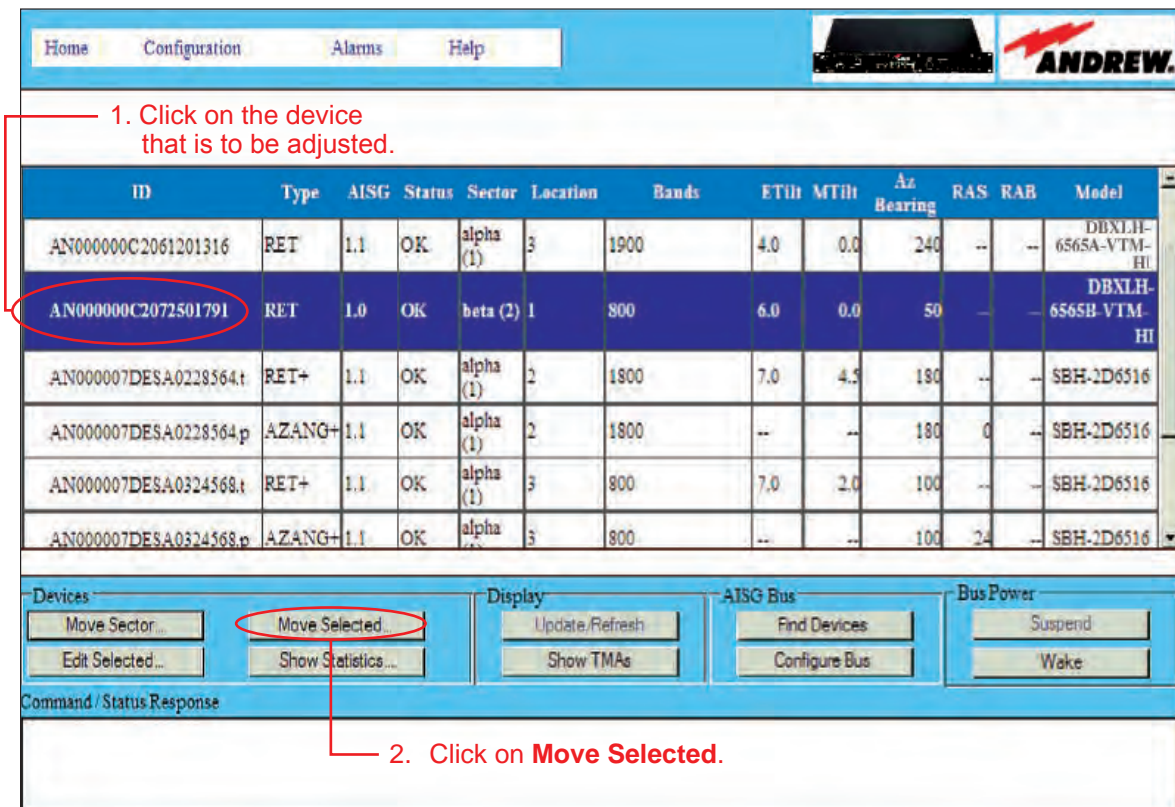 Home Configuration Alarms Help
ANDREW.
1. Click on the device
that is to be adjusted.
ID Type AISG Status Sector Location Bands ETilt MTilt Az Bearing RAS RAB Model
AN000000C2061201316 RET 1.1 OK alpha (1) 3 1900 4.0 0.0 240 -- -- DBXLH-6565A-VTM-HI
AN000000C2072501791 RET 1.0 OK beta (2) 1 800 6.0 0.0 50 -- -- DBXLH-6565B-VTM-HI
AN000007DESA0228564.t RET+ 1.1 OK alpha (1) 2 1800 7.0 4.5 180 -- -- SBH-2D6516
AN000007DESA0228564.p AZANG+ 1.1 OK alpha (1) 2 1800 -- -- 180 0 -- SBH-2D6516
AN000007DESA0324568.t RET+ 1.1 OK alpha (1) 3 800 7.0 2.0 100 -- -- SBH-2D6516
AN000007DESA0324568.p AZANG+ 1.1 OK alpha 3 800 -- -- 100 24 -- SBH-2D6516
Devices Display AISG Bus Bus Power
Move Sector... Move Selected... Update/Refresh Find Devices Suspend
Edit Selected... Show Statistics... Show TMAs Configure Bus Wake
Command / Status Response
2. Click on Move Selected.